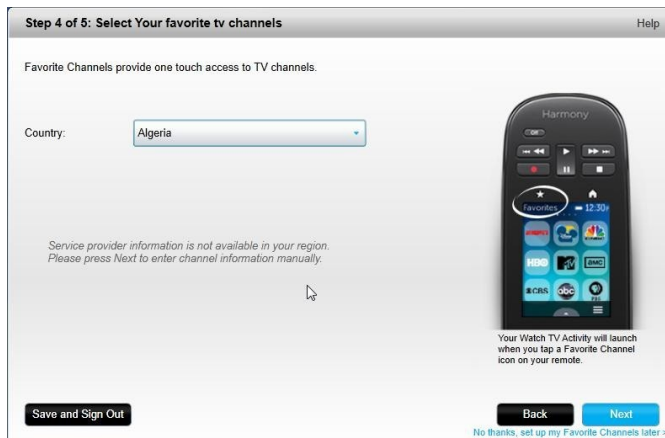 Step 4 of 5: Select Your favorite tv channels
Help
Favorite Channels provide one touch access to TV channels.
Country:
Algeria
Service provider information is not available in your region.
Please press Next to enter channel information manually.
Harmony
Off
Favorites
12:30
HBO
abc
AMC
CBS
PBS
Your Watch TV Activity will launch
when you tap a Favorite Channel
icon on your remote.
Save and Sign Out
Back
Next
No thanks, set up my Favorite Channels later